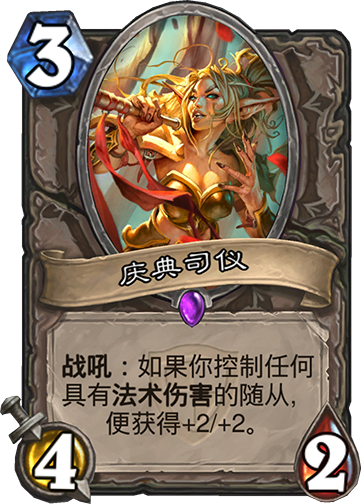 3
庆典司仪
战吼：如果你控制任何
具有法术伤害的随从，
便获得+2/+2。
4
2